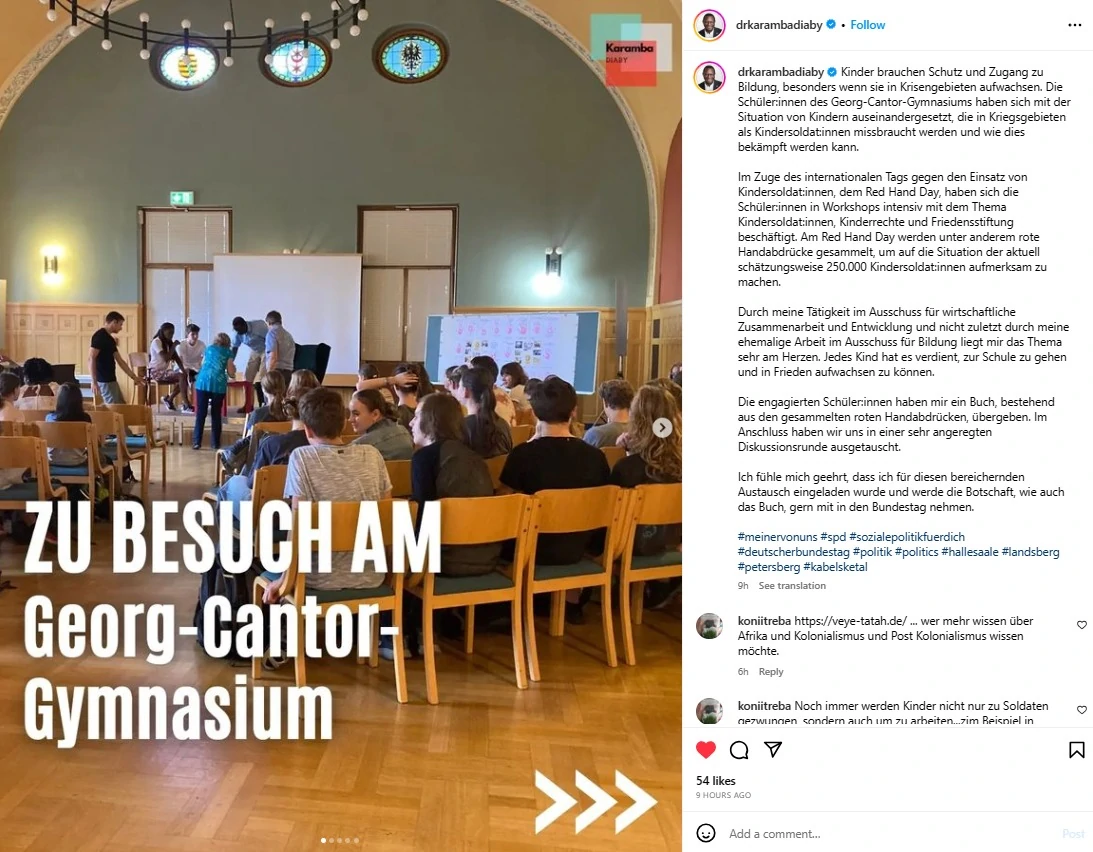 Karamba
DIABY
ZU BESUCH AM
Georg-Cantor-
Gymnasium
drkarambadiaby • Follow
drkarambadiaby Kinder brauchen Schutz und Zugang zu
Bildung, besonders wenn sie in Krisengebieten aufwachsen. Die
Schüler:innen des Georg-Cantor-Gymnasiums haben sich mit der
Situation von Kindern auseinandergesetzt, die in Kriegsgebieten
als Kindersoldat:innen missbraucht werden und wie dies
bekämpft werden kann.
Im Zuge des internationalen Tags gegen den Einsatz von
Kindersoldat:innen, dem Red Hand Day, haben sich die
Schüler:innen in Workshops intensiv mit dem Thema
Kindersoldat:innen, Kinderrechte und Friedensstiftung
beschäftigt. Am Red Hand Day werden unter anderem rote
Handabdrücke gesammelt, um auf die Situation der aktuell
schätzungsweise 250.000 Kindersoldat:innen aufmerksam zu
machen.
Durch meine Tätigkeit im Ausschuss für wirtschaftliche
Zusammenarbeit und Entwicklung und nicht zuletzt durch meine
ehemalige Arbeit im Ausschuss für Bildung liegt mir das Thema
sehr am Herzen. Jedes Kind hat es verdient, zur Schule zu gehen
und in Frieden aufwachsen zu können.
Die engagierten Schüler:innen haben mir ein Buch, bestehend
aus den gesammelten roten Handabdrücken, übergeben. Im
Anschluss haben wir uns in einer sehr angeregten
Diskussionsrunde ausgetauscht.
Ich fühle mich geehrt, dass ich für diesen bereichernden
Austausch eingeladen wurde und werde die Botschaft, wie auch
das Buch, gern mit in den Bundestag nehmen.
#meinervonuns #spd #sozialepolitikfuerdich
#deutscherbundestag #politik #politics #hallesaale #landsberg
#petersberg #kabelsketal
9h See translation
koniitreba https://veye-tatah.de/ ... wer mehr wissen über
Afrika und Kolonialismus und Post Kolonialismus wissen
möchte.
6h Reply
koniitreba Noch immer werden Kinder nicht nur zu Soldaten
gezwungen, sondern auch um zu arbeiten...zim Beispiel in
54 likes
9 HOURS AGO
Add a comment...
Post